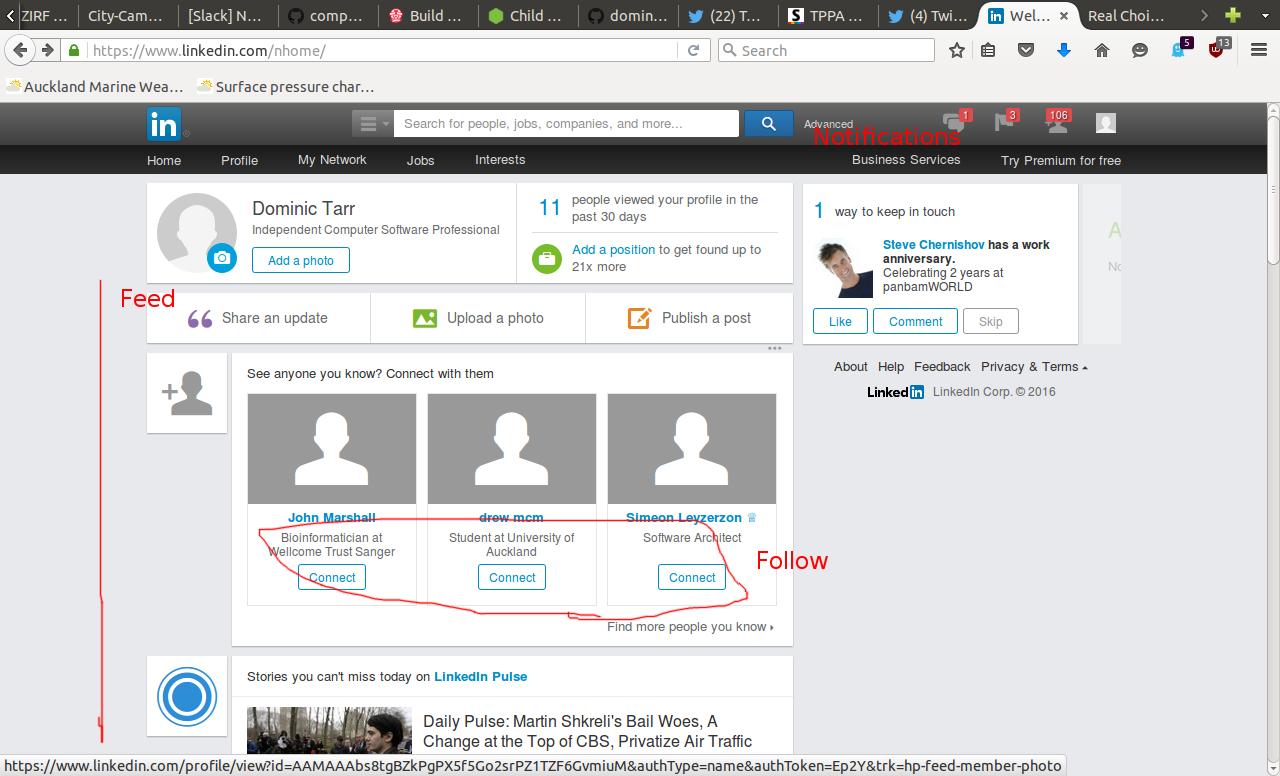 ZIRF ...
City-Cam...
[Slack] N...
comp...
Build ...
Child ...
domin...
(22) T...
TPPA ...
(4) Twi...
Wel...
Real Choi...
https://www.linkedin.com/nhome/
Search
5
13
Auckland Marine Wea...
Surface pressure char...
in
Search for people, jobs, companies, and more...
Advanced
1
3
106
Notifications
Home
Profile
My Network
Jobs
Interests
Business Services
Try Premium for free
Dominic Tarr
Independent Computer Software Professional
Add a photo
11
people viewed your profile in the
past 30 days
Add a position to get found up to
21x more
1 way to keep in touch
Steve Chernishov has a work
anniversary.
Celebrating 2 years at
panbamWORLD
Like
Comment
Skip
A
No
Feed
Share an update
Upload a photo
Publish a post
About
Help
Feedback
Privacy & Terms
Linked in
LinkedIn Corp. © 2016
See anyone you know? Connect with them
John Marshall
Bioinformatician at
Wellcome Trust Sanger
Connect
drew mcm
Student at University of
Auckland
Connect
Simeon Leyzerzon
Software Architect
Connect
Follow
Find more people you know
Stories you can't miss today on LinkedIn Pulse
Daily Pulse: Martin Shkreli's Bail Woes, A
Change at the Top of CBS, Privatize Air Traffic
https://www.linkedin.com/profile/view?id=AAMAAAbs8tgBZkPgPX5f5Go2srPZ1TZF6GvmiuM&authType=name&authToken=Ep2Y&trk=hp-feed-member-photo